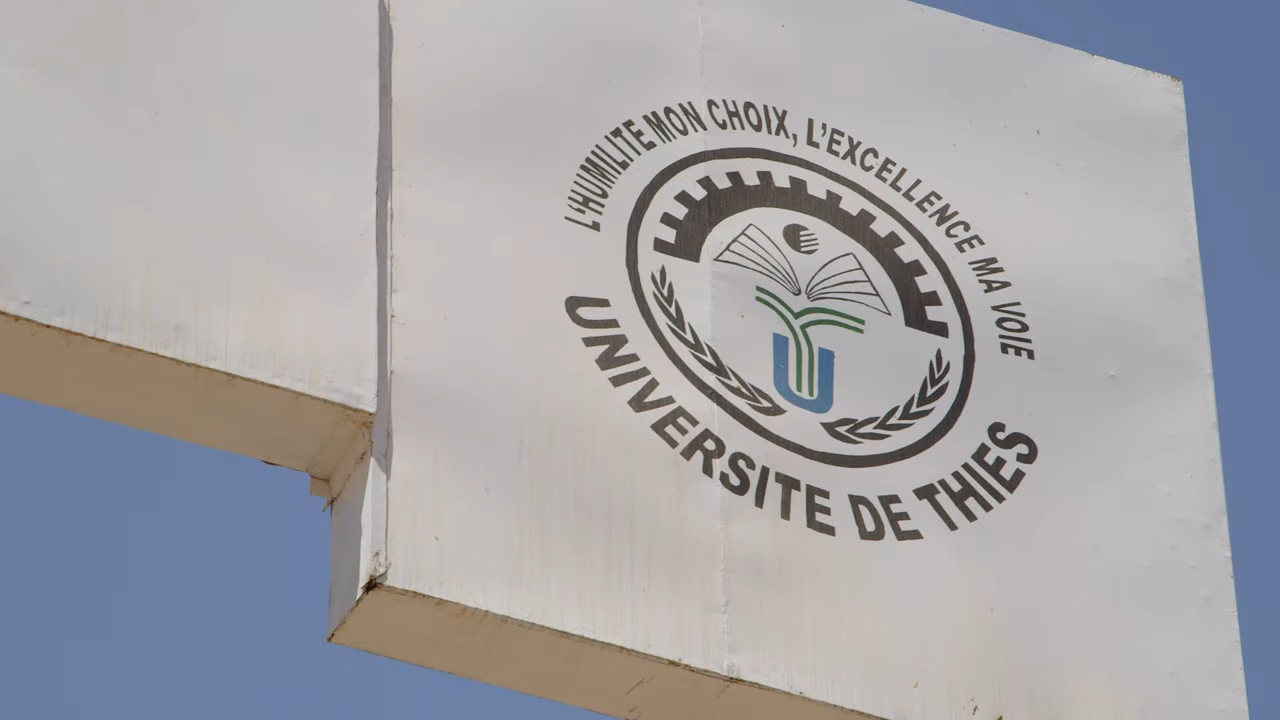 L'HUMILITE MON CHOIX, L'EXCELLENCE MA VOIE
UNIVERSITE DE THIES